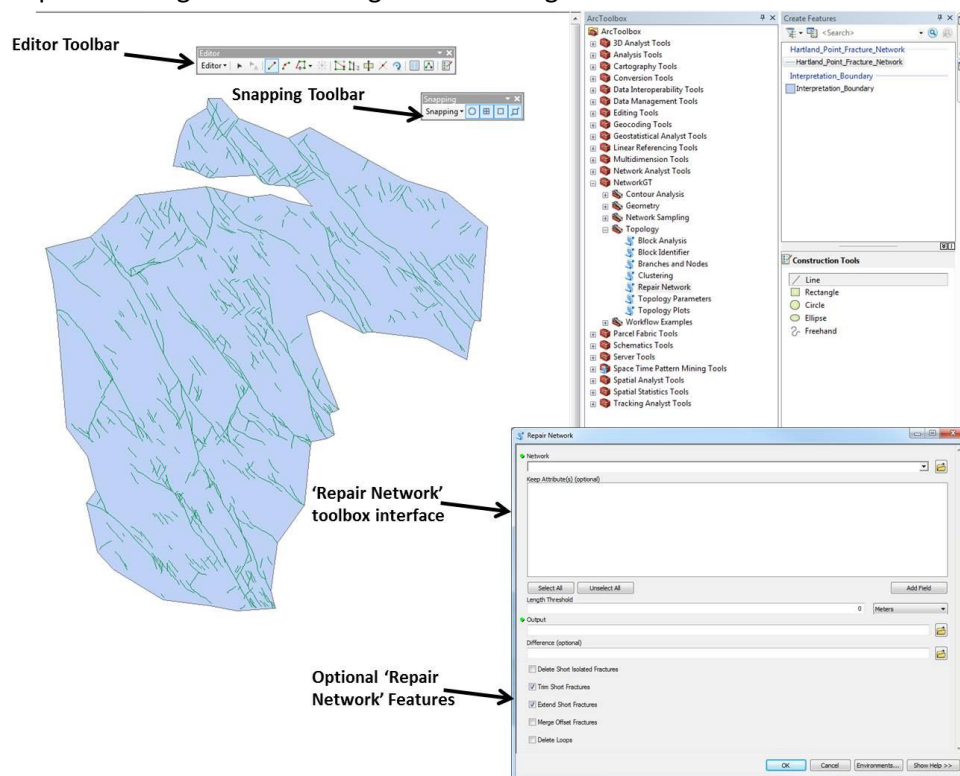 Editor Toolbar
Editor
Editor
Snapping Toolbar
Snapping
Snapping
ArcToolbox
ArcToolbox
3D Analyst Tools
Analysis Tools
Cartography Tools
Conversion Tools
Data Interoperability Tools
Data Management Tools
Editing Tools
Geocoding Tools
Geostatistical Analyst Tools
Linear Referencing Tools
Multidimension Tools
Network Analyst Tools
NetworkGT
Contour Analysis
Geometry
Network Sampling
Topology
Block Analysis
Block Identifier
Branches and Nodes
Clustering
Repair Network
Topology Parameters
Topology Plots
Workflow Examples
Parcel Fabric Tools
Schematics Tools
Server Tools
Space Time Pattern Mining Tools
Spatial Analyst Tools
Spatial Statistics Tools
Tracking Analyst Tools
Create Features
<Search>
Hartland_Point_Fracture_Network
Hartland_Point_Fracture_Network
Interpretation_Boundary
Interpretation_Boundary
Construction Tools
Line
Rectangle
Circle
Ellipse
Freehand
‘Repair Network’
toolbox interface
Optional ‘Repair
Network’ Features
Repair Network
Network
Keep Attribute(s) (optional)
Select All Unselect All Add Field
Length Threshold
0 Meters
Output
Difference (optional)
Delete Short Isolated Fractures
Trim Short Fractures
Extend Short Fractures
Merge Offset Fractures
Delete Loops
OK Cancel Environments... Show Help >>